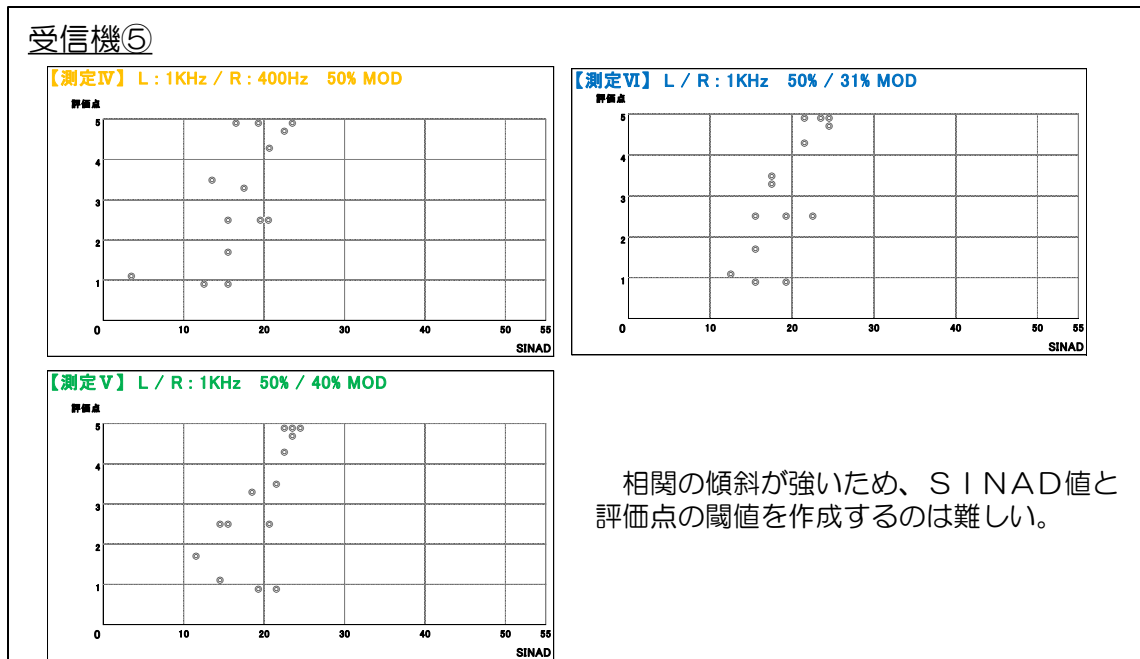 受信機⑤
【測定Ⅳ】 L : 1KHz / R : 400Hz 50% MOD
評価点
5
4
3
2
1
0 10 20 30 40 50 55
SINAD
【測定Ⅵ】 L / R : 1KHz 50% / 31% MOD
評価点
5
4
3
2
1
0 10 20 30 40 50 55
SINAD
【測定Ⅴ】 L / R : 1KHz 50% / 40% MOD
評価点
5
4
3
2
1
0 10 20 30 40 50 55
SINAD
相関の傾斜が強いため、ＳＩＮＡＤ値と
評価点の閾値を作成するのは難しい。